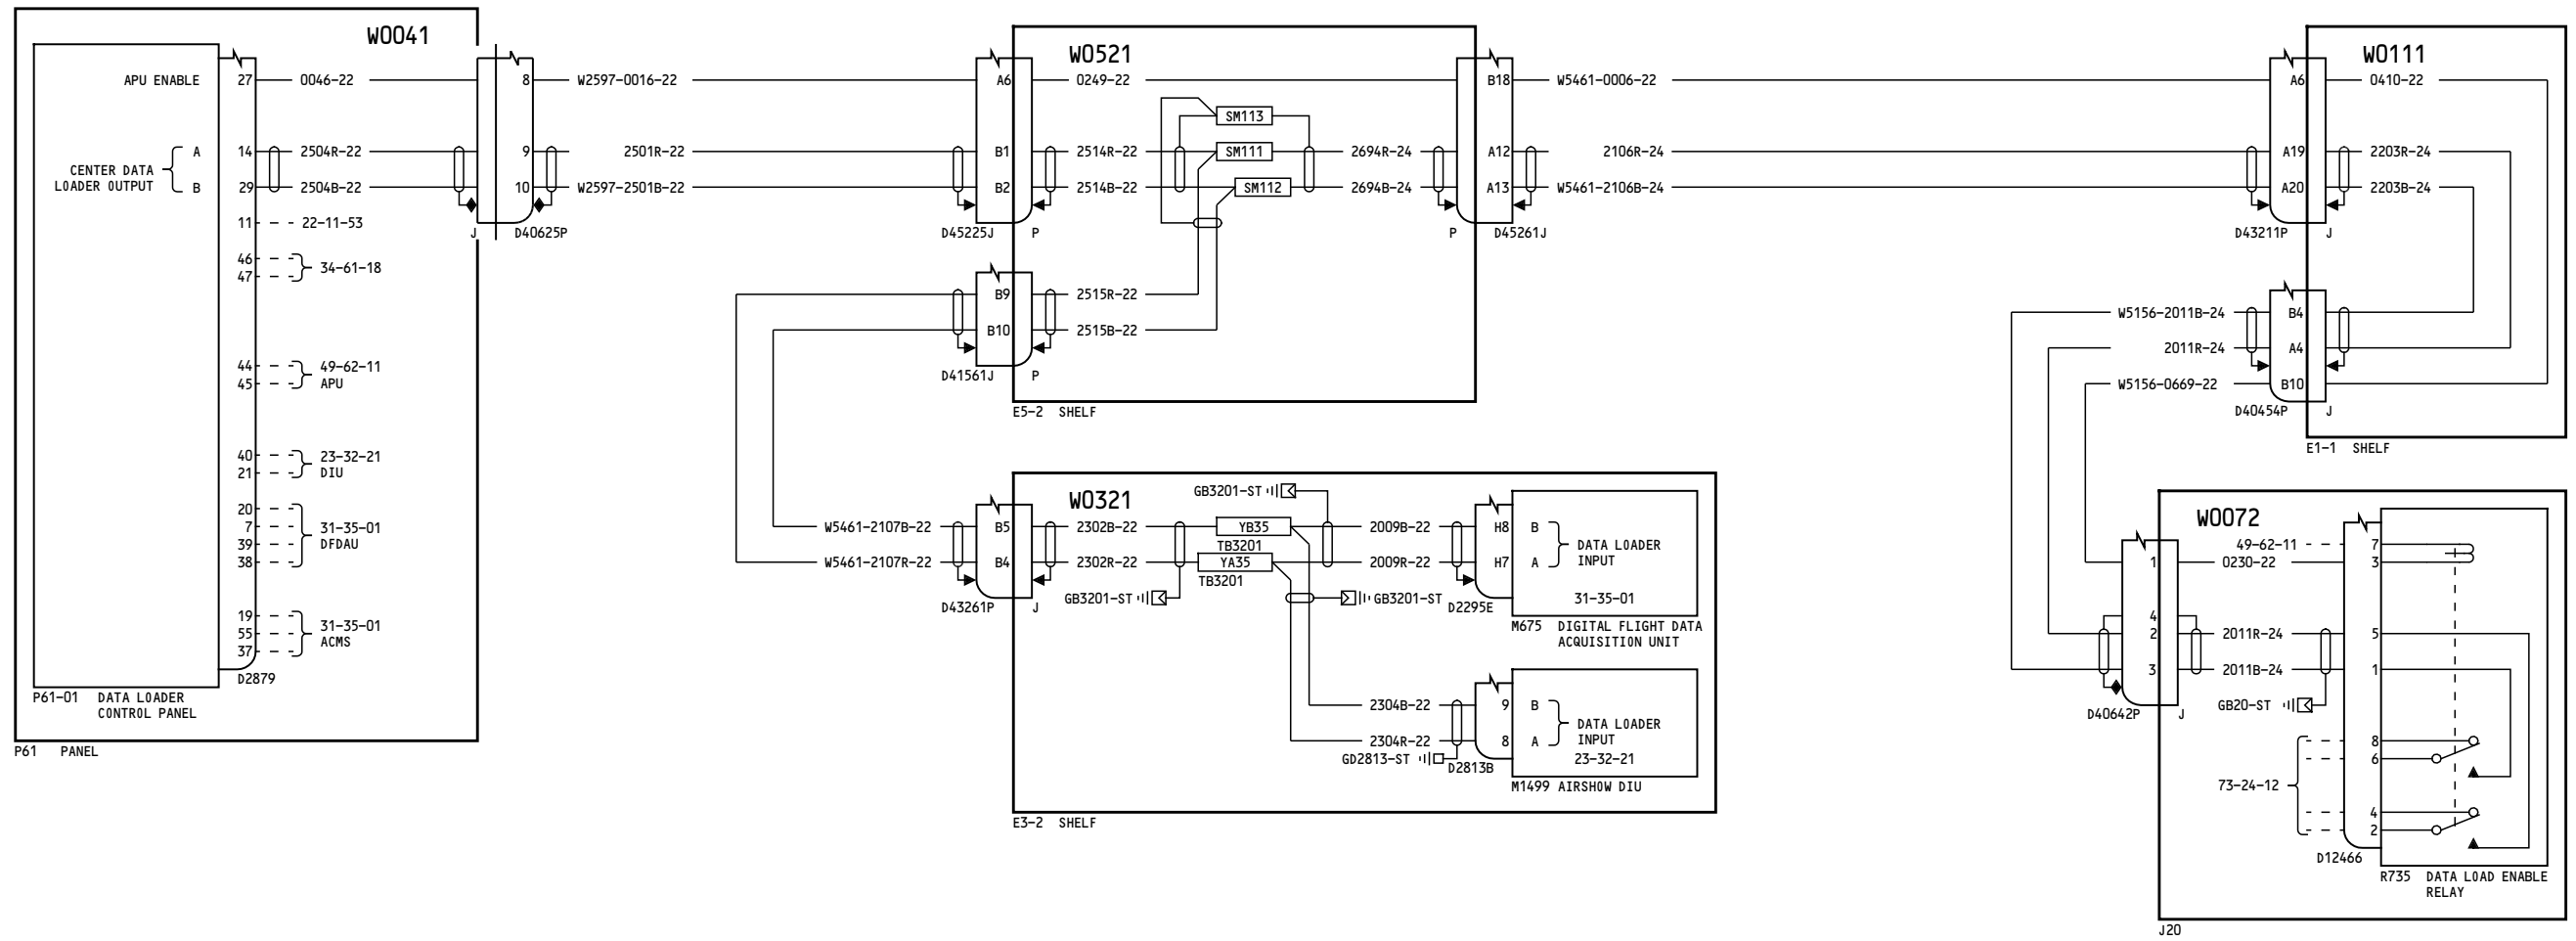 W0041
APU ENABLE
27
0046-22
8
W2597-0016-22
CENTER DATA
LOADER OUTPUT
A
B
14
2504R-22
9
2501R-22
29
2504B-22
10
W2597-2501B-22
J
D40625P
11
22-11-53
46
47
34-61-18
44
45
49-62-11
APU
40
21
23-32-21
DIU
20
7
39
38
31-35-01
DFDAU
19
55
37
31-35-01
ACMS
D2879
P61-01
DATA LOADER
CONTROL PANEL
P61
PANEL
W0521
A6
0249-22
B18
W5461-0006-22
SM113
B1
2514R-22
SM111
2694R-24
A12
2106R-24
B2
2514B-22
SM112
2694B-24
A13
W5461-2106B-24
D45225J
P
P
D45261J
B9
2515R-22
B10
2515B-22
D41561J
P
E5-2
SHELF
W0321
GB3201-ST
W5461-2107B-22
B5
2302B-22
YB35
TB3201
2009B-22
H8
B
W5461-2107R-22
B4
2302R-22
YA35
TB3201
2009R-22
H7
A
DATA LOADER
INPUT
31-35-01
D43261P
J
GB3201-ST
GB3201-ST
D2295E
M675
DIGITAL FLIGHT DATA
ACQUISITION UNIT
2304B-22
9
B
2304R-22
8
A
DATA LOADER
INPUT
23-32-21
GD2813-ST
D2813B
M1499
AIRSHOW DIU
E3-2
SHELF
W0111
A6
0410-22
A19
2203R-24
A20
2203B-24
D43211P
J
W5156-2011B-24
B4
2011R-24
A4
W5156-0669-22
B10
D40454P
J
E1-1
SHELF
W0072
49-62-11
7
1
0230-22
3
4
2
2011R-24
5
3
2011B-24
1
D40642P
J
GB20-ST
73-24-12
8
6
4
2
D12466
R735
DATA LOAD ENABLE
RELAY
J20